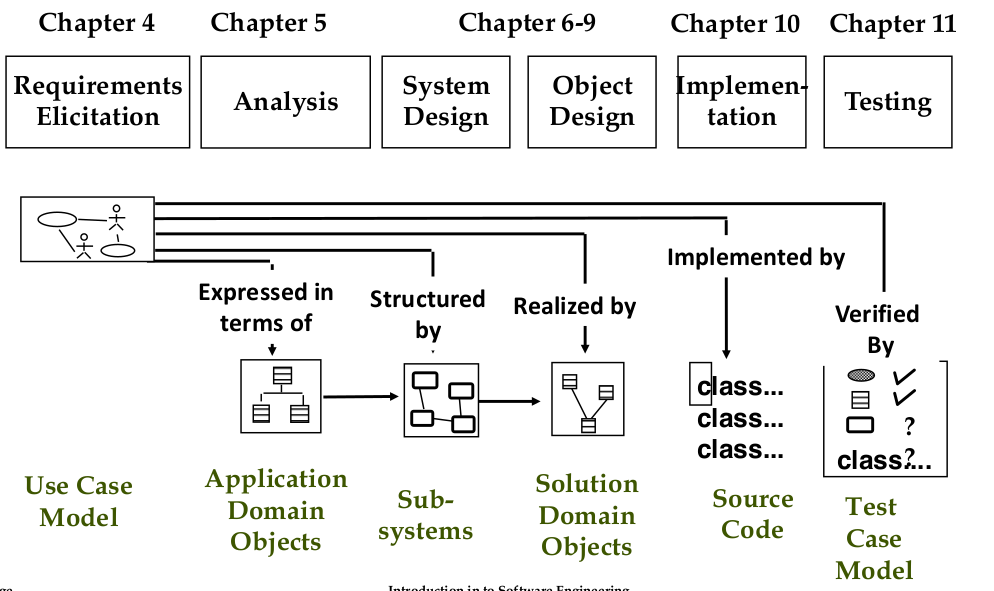 Chapter 4
Chapter 5
Chapter 6-9
Chapter 10
Chapter 11
Requirements
Elicitation
Analysis
System
Design
Object
Design
Implemen-
tation
Testing
Expressed in
terms of
Structured
by
Realized by
Implemented by
Verified
By
class...
class...
class...
?
?
class....
Use Case
Model
Application
Domain
Objects
Sub-
systems
Solution
Domain
Objects
Source
Code
Test
Case
Model
Introduction in to Software Engineering